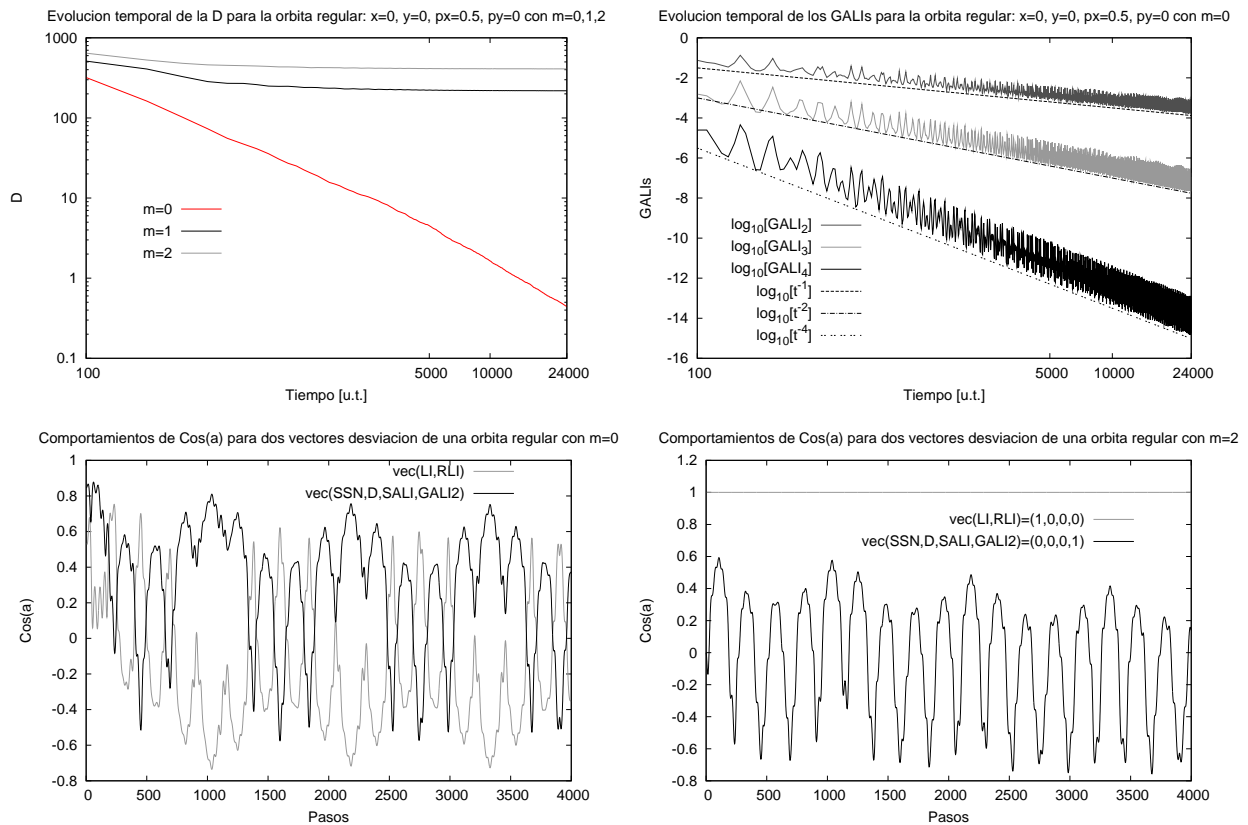 Evolucion temporal de la D para la orbita regular: x=0, y=0, px=0.5, py=0 con m=0,1,2
1000
100
10
1
0.1
D
m=0
m=1
m=2
100
5000
10000
24000
Tiempo [u.t.]
Evolucion temporal de los GALIs para la orbita regular: x=0, y=0, px=0.5, py=0 con m=0
0
-2
-4
-6
-8
-10
-12
-14
-16
GALIs
log10[GALI2]
log10[GALI3]
log10[GALI4]
log10[t-1]
log10[t-2]
log10[t-4]
100
5000
10000
24000
Tiempo [u.t.]
Comportamientos de Cos(a) para dos vectores desviacion de una orbita regular con m=0
1
0.8
0.6
0.4
0.2
0
-0.2
-0.4
-0.6
-0.8
Cos(a)
vec(LI,RLI)
vec(SSN,D,SALI,GALI2)
0
500
1000
1500
2000
2500
3000
3500
4000
Pasos
Comportamientos de Cos(a) para dos vectores desviacion de una orbita regular con m=2
1.2
1
0.8
0.6
0.4
0.2
0
-0.2
-0.4
-0.6
-0.8
Cos(a)
vec(LI,RLI)=(1,0,0,0)
vec(SSN,D,SALI,GALI2)=(0,0,0,1)
0
500
1000
1500
2000
2500
3000
3500
4000
Pasos